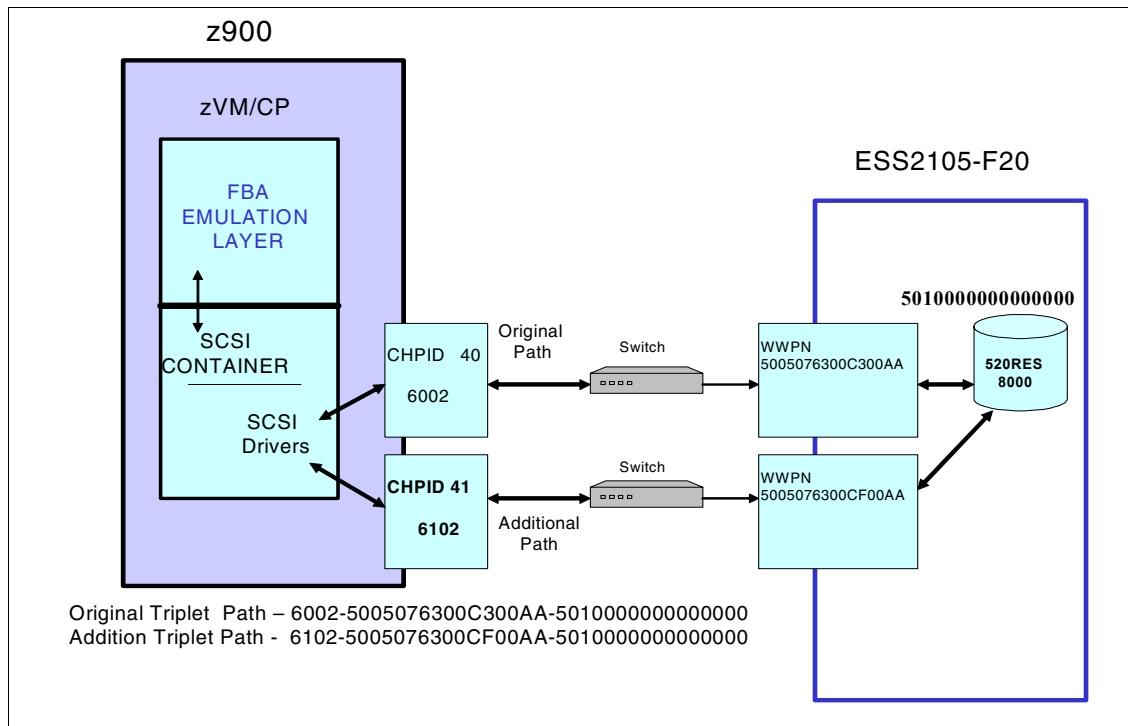 z900
zVM/CP
FBA
EMULATION
LAYER
SCSI
CONTAINER
SCSI
Drivers
CHPID 40
6002
CHPID 41
6102
Original
Path
Switch
Additional
Path
Switch
ESS2105-F20
WWPN
5005076300C300AA
WWPN
5005076300CF00AA
5010000000000000
520RES
8000
Original Triplet Path – 6002-5005076300C300AA-5010000000000000
Addition Triplet Path - 6102-5005076300CF00AA-5010000000000000